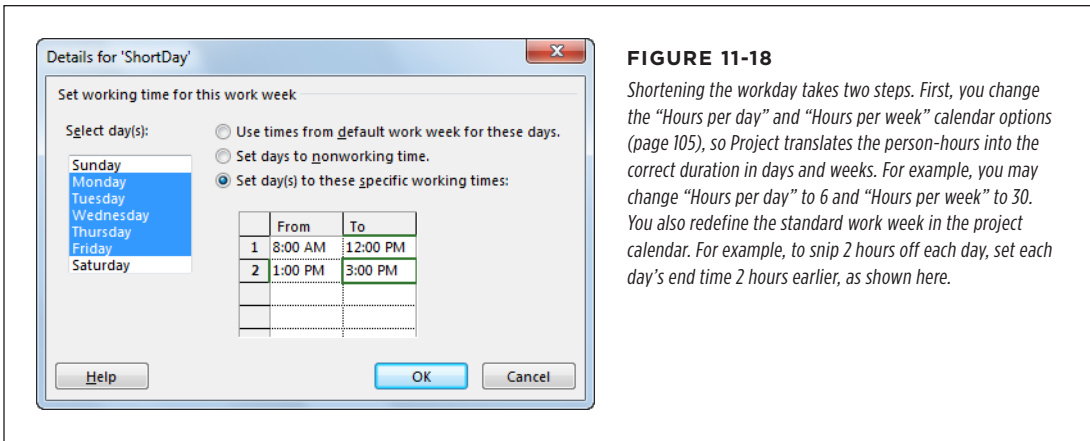 Details for 'ShortDay'
Set working time for this work week
Select day(s):
Sunday
Monday
Tuesday
Wednesday
Thursday
Friday
Saturday
Use times from default work week for these days.
Set days to nonworking time.
Set day(s) to these specific working times:
From To
1 8:00 AM 12:00 PM
2 1:00 PM 3:00 PM
Help
OK
Cancel
FIGURE 11-18
Shortening the workday takes two steps. First, you change
the “Hours per day” and “Hours per week” calendar options
(page 105), so Project translates the person-hours into the
correct duration in days and weeks. For example, you may
change “Hours per day” to 6 and “Hours per week” to 30.
You also redefine the standard work week in the project
calendar. For example, to snip 2 hours off each day, set each
day’s end time 2 hours earlier, as shown here.